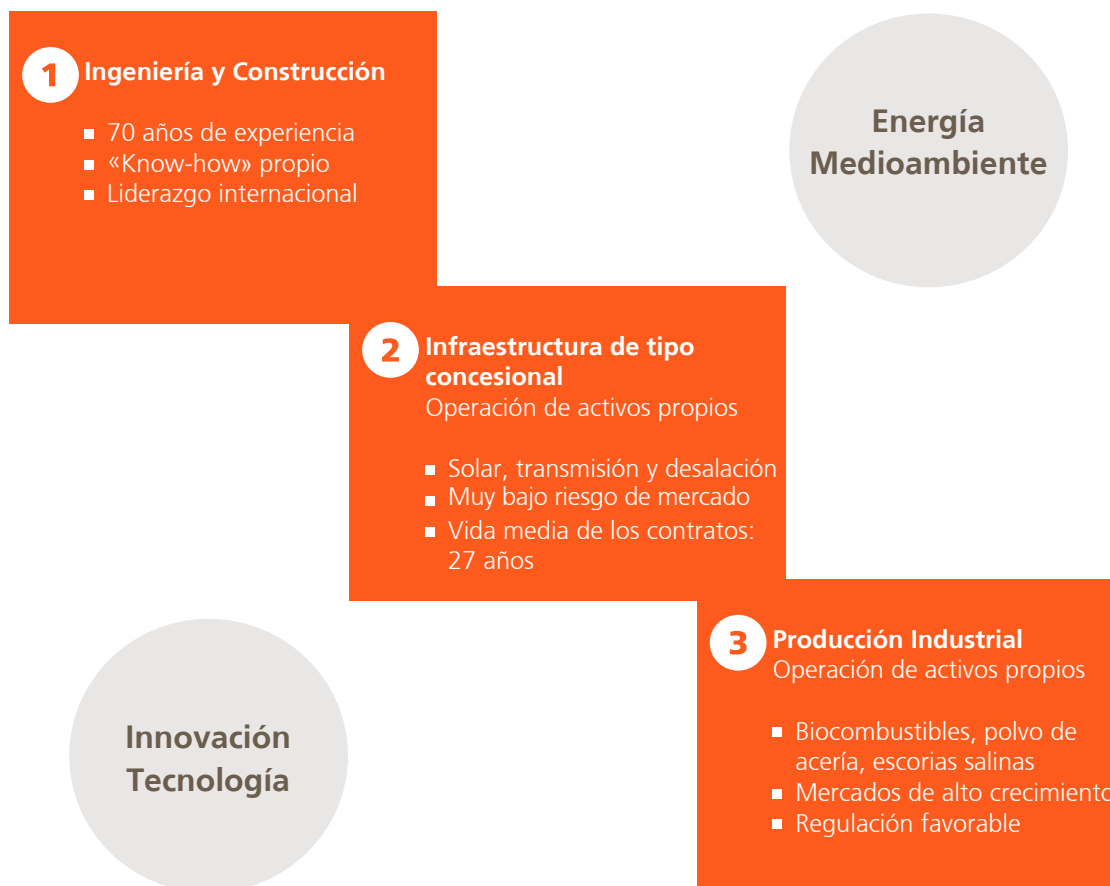 1 Ingeniería y Construcción
▪ 70 años de experiencia
▪ «Know-how» propio
▪ Liderazgo internacional
Energía
Medioambiente
2 Infraestructura de tipo
concesional
Operación de activos propios
▪ Solar, transmisión y desalación
▪ Muy bajo riesgo de mercado
▪ Vida media de los contratos:
27 años
Innovación
Tecnología
3 Producción Industrial
Operación de activos propios
▪ Biocombustibles, polvo de
acería, escorias salinas
▪ Mercados de alto crecimiento
▪ Regulación favorable